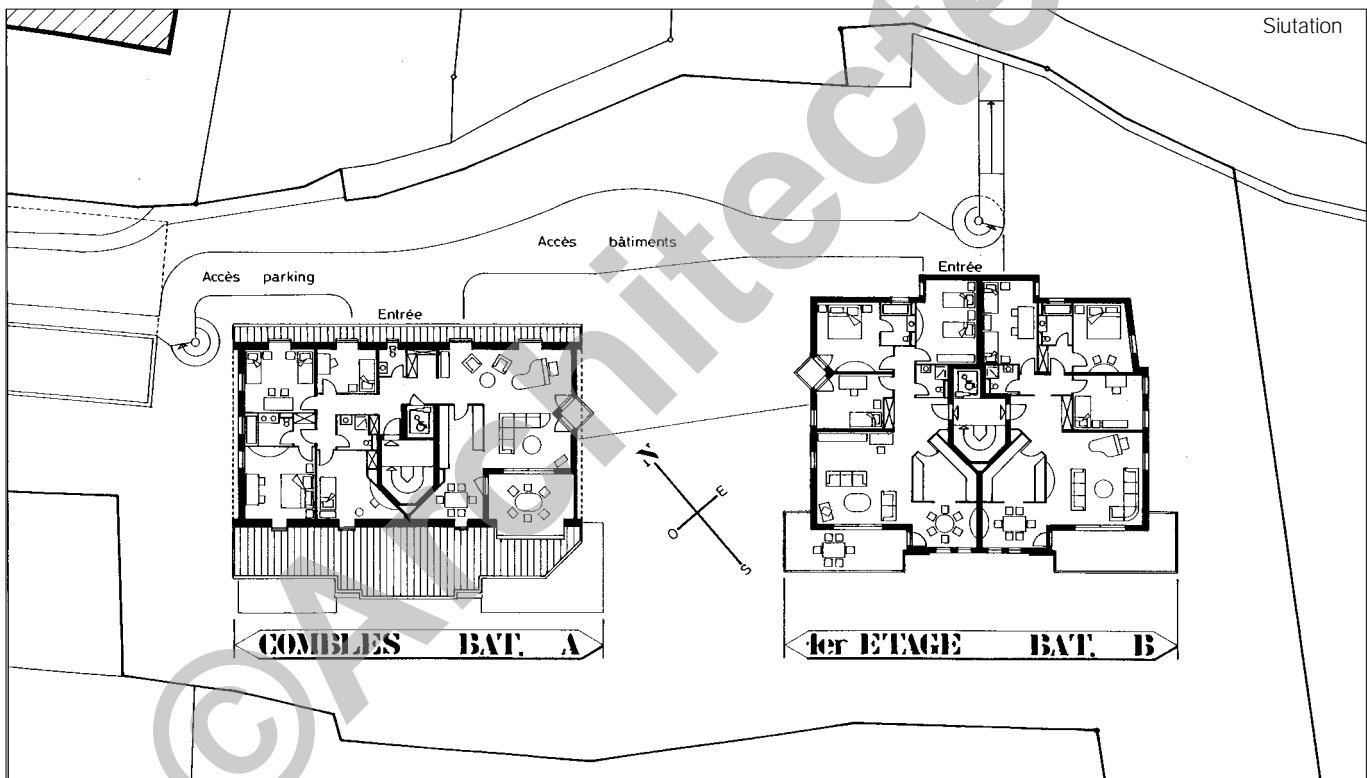 Siutation
Accès bâtiments
Accès parking
Entrée
Entrée
N
E
O
S
COMBLES BAT. A
1er ETAGE BAT. B
©Architecte